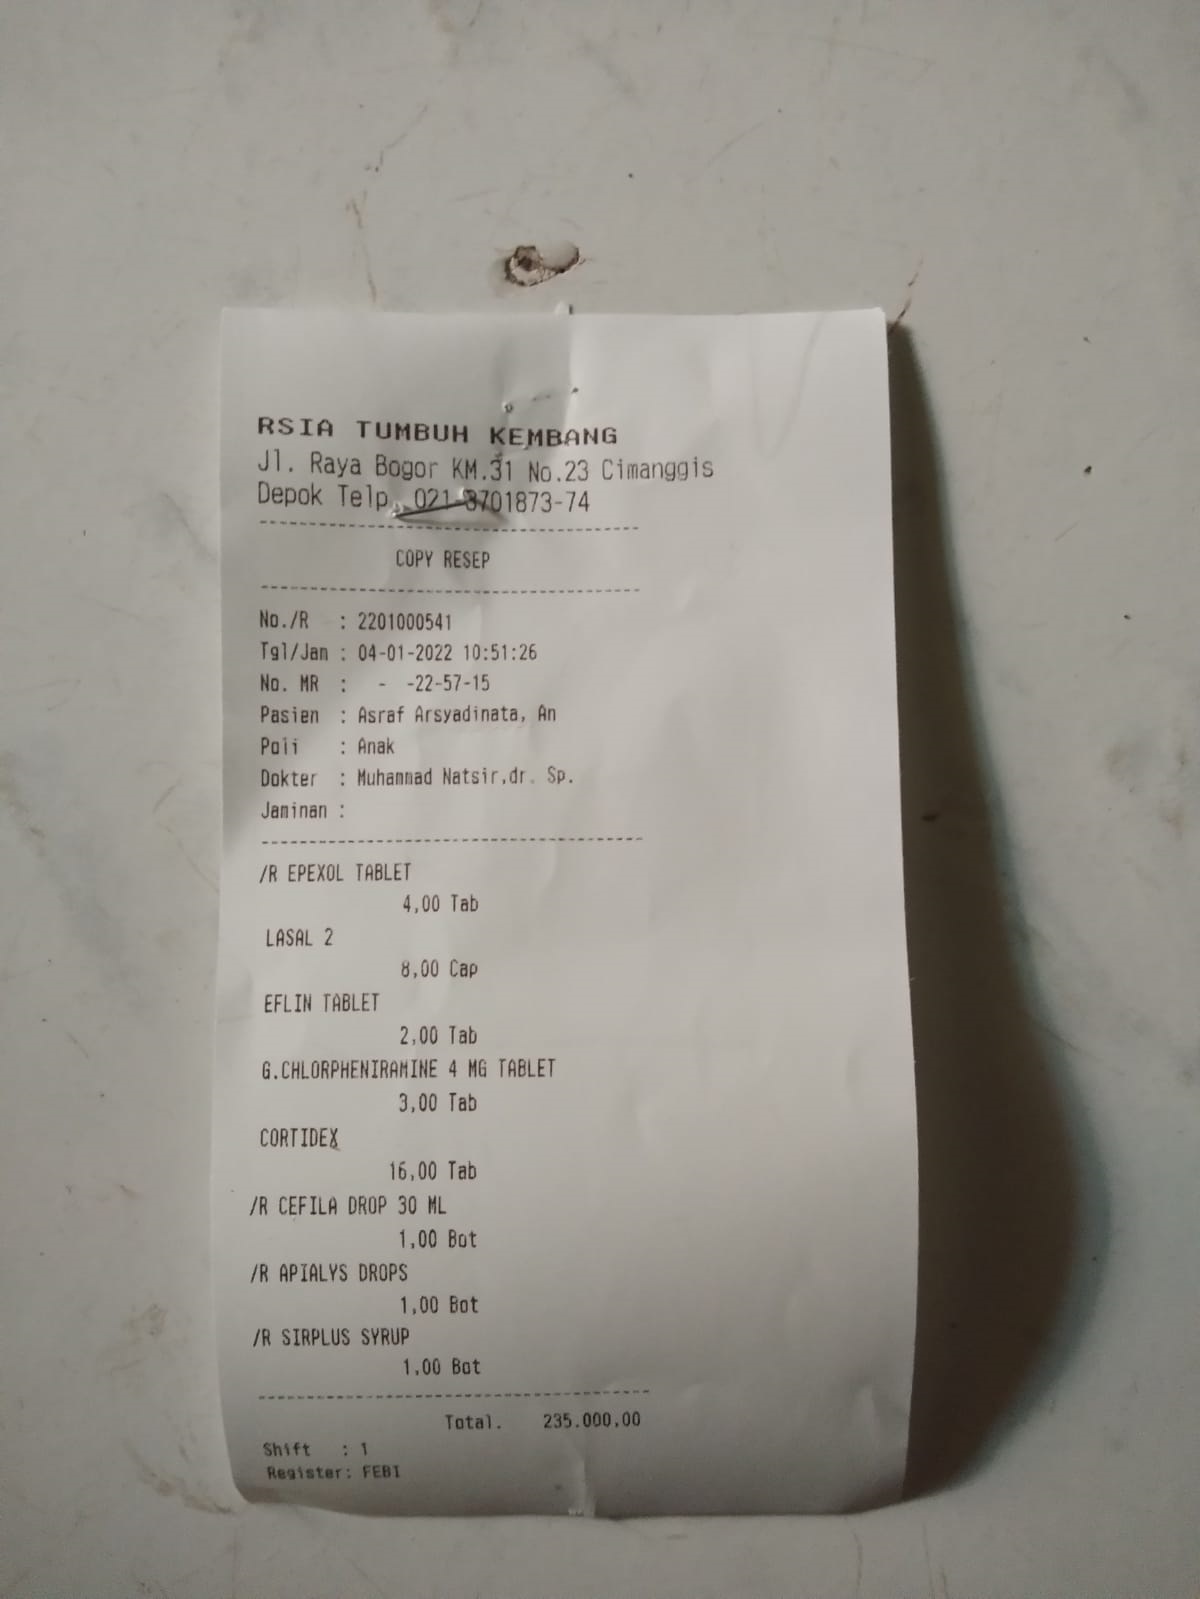 RSIA TUMBUH KEMBANG
Jl. Raya Bogor KM.31 No.23 Cimanggis
Depok Telp. 021-8701873-74
COPY RESEP
No./R : 2201000541
Tgl/Jam : 04-01-2022 10:51:26
No. MR : - -22-57-15
Pasien : Asraf Arsyadinata, An
Poli : Anak
Dokter : Muhammad Natsir,dr. Sp.
Jaminan :
/R EPEXOL TABLET
4,00 Tab
LASAL 2
8,00 Cap
EFLIN TABLET
2,00 Tab
G.CHLORPHENIRAMINE 4 MG TABLET
3,00 Tab
CORTIDEX
16,00 Tab
/R CEFILA DROP 30 ML
1,00 Bot
/R APIALYS DROPS
1,00 Bot
/R SIRPLUS SYRUP
1,00 Bot
Total. 235.000,00
Shift : 1
Register: FEBI